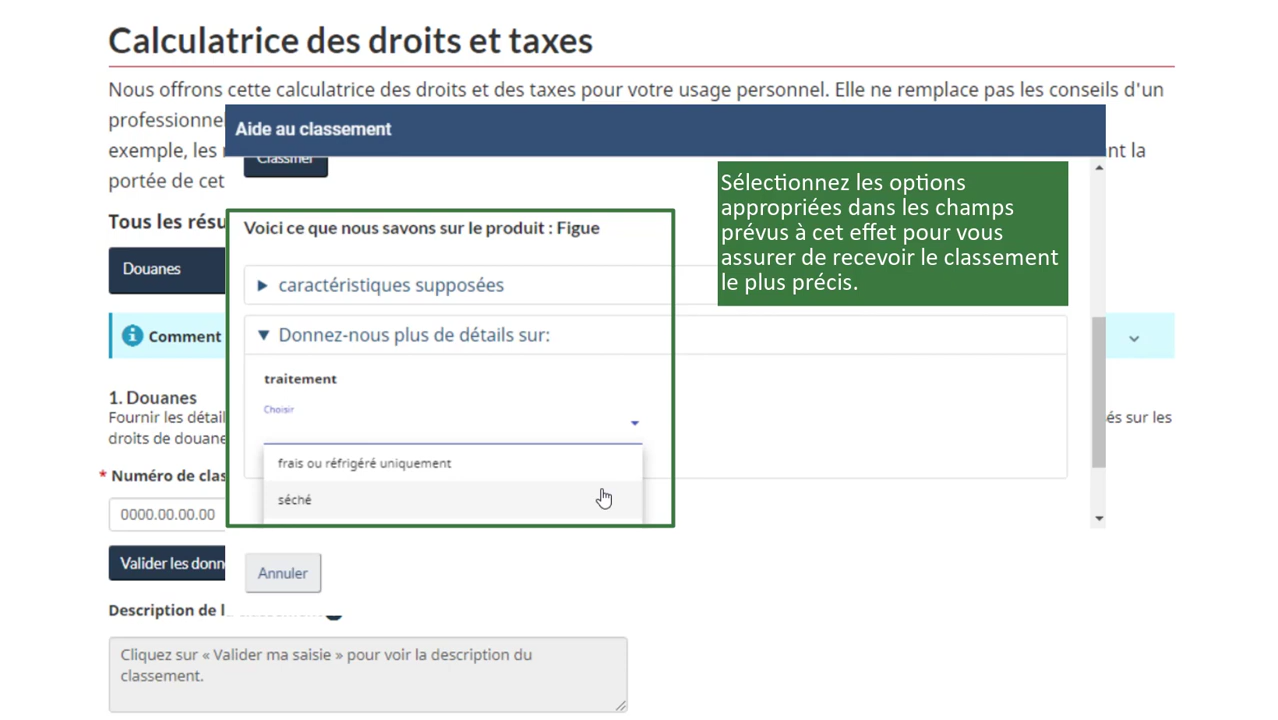 Calculatrice des droits et taxes
Nous offrons cette calculatrice des droits et des taxes pour votre usage personnel. Elle ne remplace pas les conseils d'un
professionne
exemple, les
nt la
portée de cet
Aide au classement
Classifier
Sélectionnez les options
appropriées dans les champs
prévus à cet effet pour vous
assurer de recevoir le classement
le plus précis.
Tous les résu
Voici ce que nous savons sur le produit : Figue
Douanes
caractéristiques supposées
Comment
Donnez-nous plus de détails sur:
traitement
Choisir
1. Douanes
Fournir les détail
és sur les
droits de douane
frais ou réfrigéré uniquement
* Numéro de clas
séché
0000.00.00.00
Valider les donn
Annuler
Description de l
Cliquez sur « Valider ma saisie » pour voir la description du
classement.